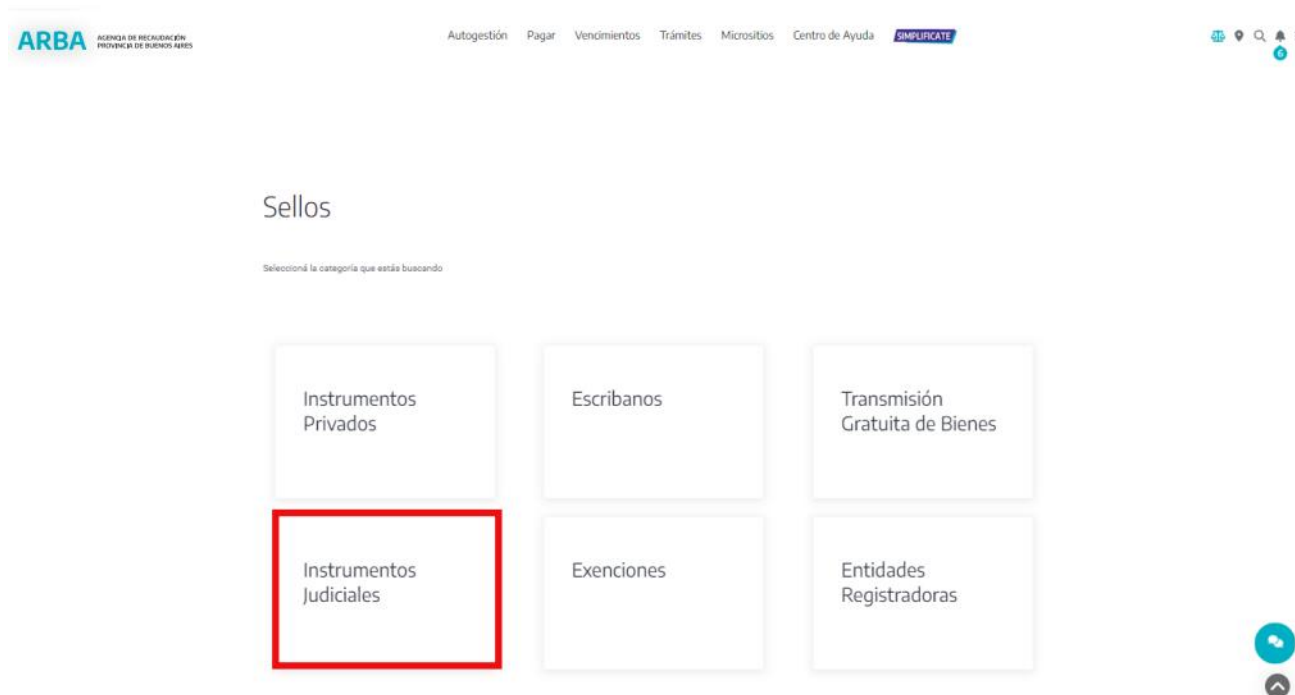 ARBA
AGENCIA DE RECAUDACIÓN
PROVINCIA DE BUENOS AIRES
Autogestión Pagar Vencimientos Trámites Micrositios Centro de Ayuda SIMPLIFICATE
6
Sellos
Seleccioná la categoría que estás buscando
Instrumentos
Privados
Escribanos
Transmisión
Gratuita de Bienes
Instrumentos
Judiciales
Exenciones
Entidades
Registradoras